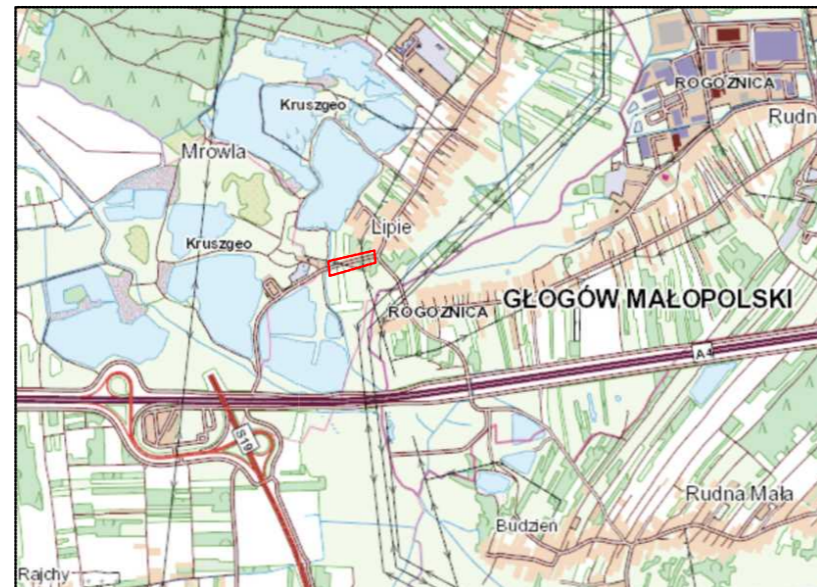 ROGOŹNICA
Kruszgeo
Rudn
Mrowla
Lipie
Kruszgeo
ROGOŹNICA
GŁOGÓW MAŁOPOLSKI
A4
S19
Rudna Mała
Budzień
Rajchy